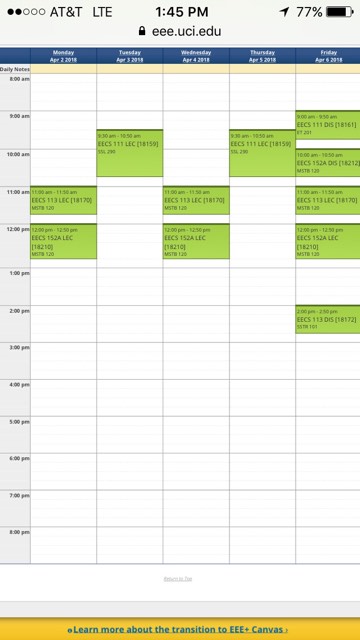 AT&T LTE 1:45 PM 77%
eee.uci.edu
Monday Tuesday Wednesday Thursday Friday
Apr 2 2018 Apr 3 2018 Apr 4 2018 Apr 5 2018 Apr 6 2018
Daily Notes
8:00 am
9:00 am
9:00 am - 9:50 am
EECS 111 DIS [18161]
ET 201
9:30 am - 10:50 am
EECS 111 LEC [18159]
SSL 290
9:30 am - 10:50 am
EECS 111 LEC [18159]
SSL 290
10:00 am
10:00 am - 10:50 am
EECS 152A DIS [18212]
MSTB 120
11:00 am
11:00 am - 11:50 am
EECS 113 LEC [18170]
MSTB 120
11:00 am - 11:50 am
EECS 113 LEC [18170]
MSTB 120
11:00 am - 11:50 am
EECS 113 LEC [18170]
MSTB 120
12:00 pm
12:00 pm - 12:50 pm
EECS 152A LEC
[18210]
MSTB 120
12:00 pm - 12:50 pm
EECS 152A LEC
[18210]
MSTB 120
12:00 pm - 12:50 pm
EECS 152A LEC
[18210]
MSTB 120
1:00 pm
2:00 pm
2:00 pm - 2:50 pm
EECS 113 DIS [18172]
SSTR 101
3:00 pm
4:00 pm
5:00 pm
6:00 pm
7:00 pm
8:00 pm
Return to Top
Learn more about the transition to EEE+ Canvas ›